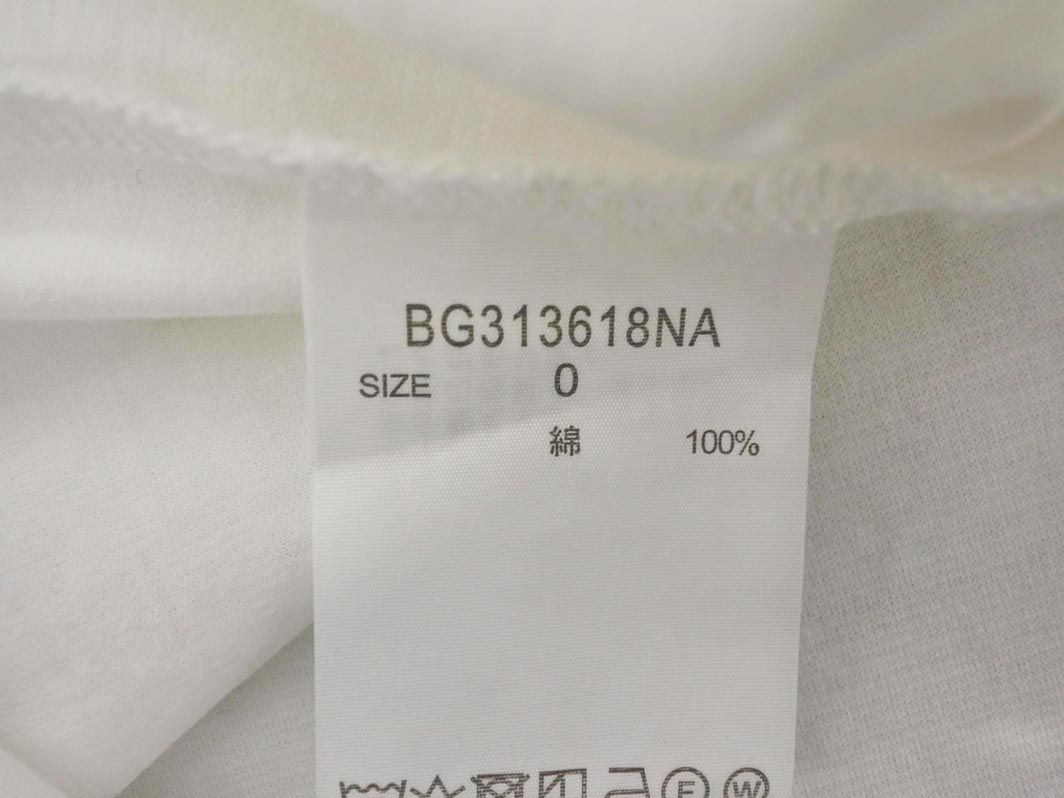 BG313618NA
SIZE 0
綿 100%
F W